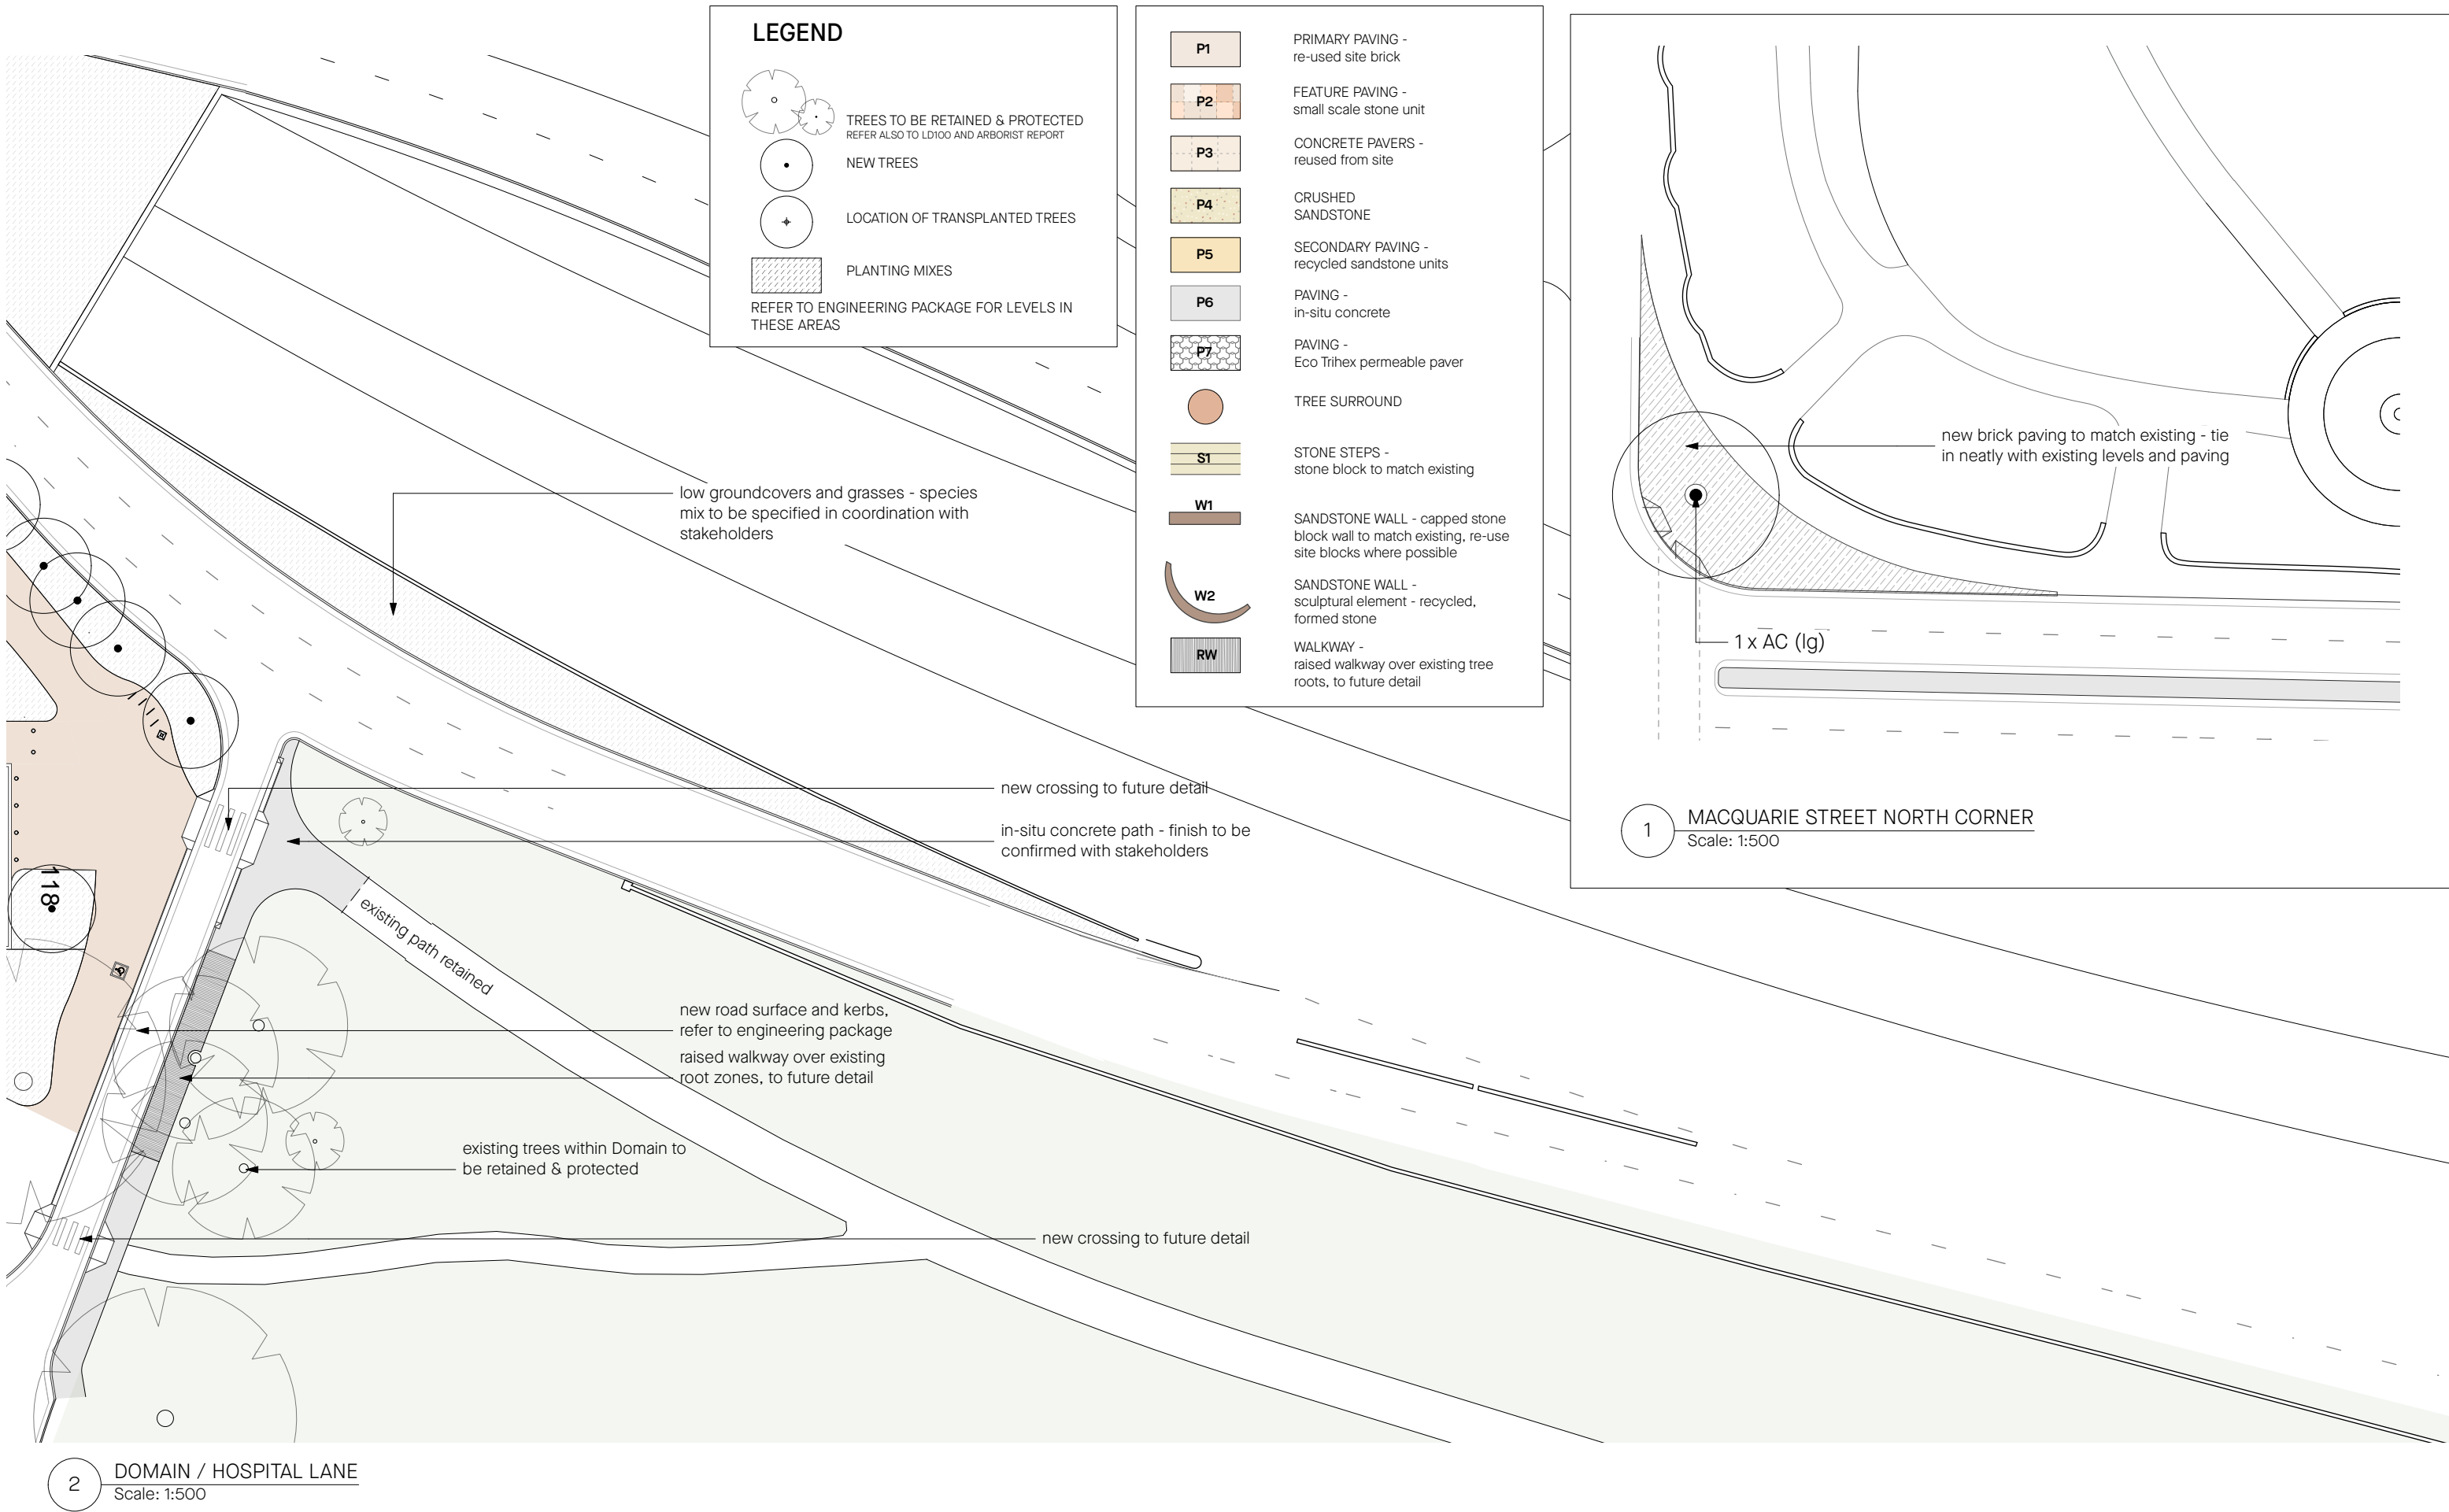 LEGEND
TREES TO BE RETAINED & PROTECTED
REFER ALSO TO LD100 AND ARBORIST REPORT
NEW TREES
LOCATION OF TRANSPLANTED TREES
PLANTING MIXES
REFER TO ENGINEERING PACKAGE FOR LEVELS IN
THESE AREAS
P1
PRIMARY PAVING -
re-used site brick
P2
FEATURE PAVING -
small scale stone unit
P3
CONCRETE PAVERS -
reused from site
P4
CRUSHED
SANDSTONE
P5
SECONDARY PAVING -
recycled sandstone units
P6
PAVING -
in-situ concrete
P7
PAVING -
Eco Trihex permeable paver
TREE SURROUND
S1
STONE STEPS -
stone block to match existing
W1
SANDSTONE WALL - capped stone
block wall to match existing, re-use
site blocks where possible
W2
SANDSTONE WALL -
sculptural element - recycled,
formed stone
RW
WALKWAY -
raised walkway over existing tree
roots, to future detail
new brick paving to match existing - tie
in neatly with existing levels and paving
1 x AC (lg)
1
MACQUARIE STREET NORTH CORNER
Scale: 1:500
low groundcovers and grasses - species
mix to be specified in coordination with
stakeholders
new crossing to future detail
in-situ concrete path - finish to be
confirmed with stakeholders
118
existing path retained
new road surface and kerbs,
refer to engineering package
raised walkway over existing
root zones, to future detail
existing trees within Domain to
be retained & protected
new crossing to future detail
2
DOMAIN / HOSPITAL LANE
Scale: 1:500